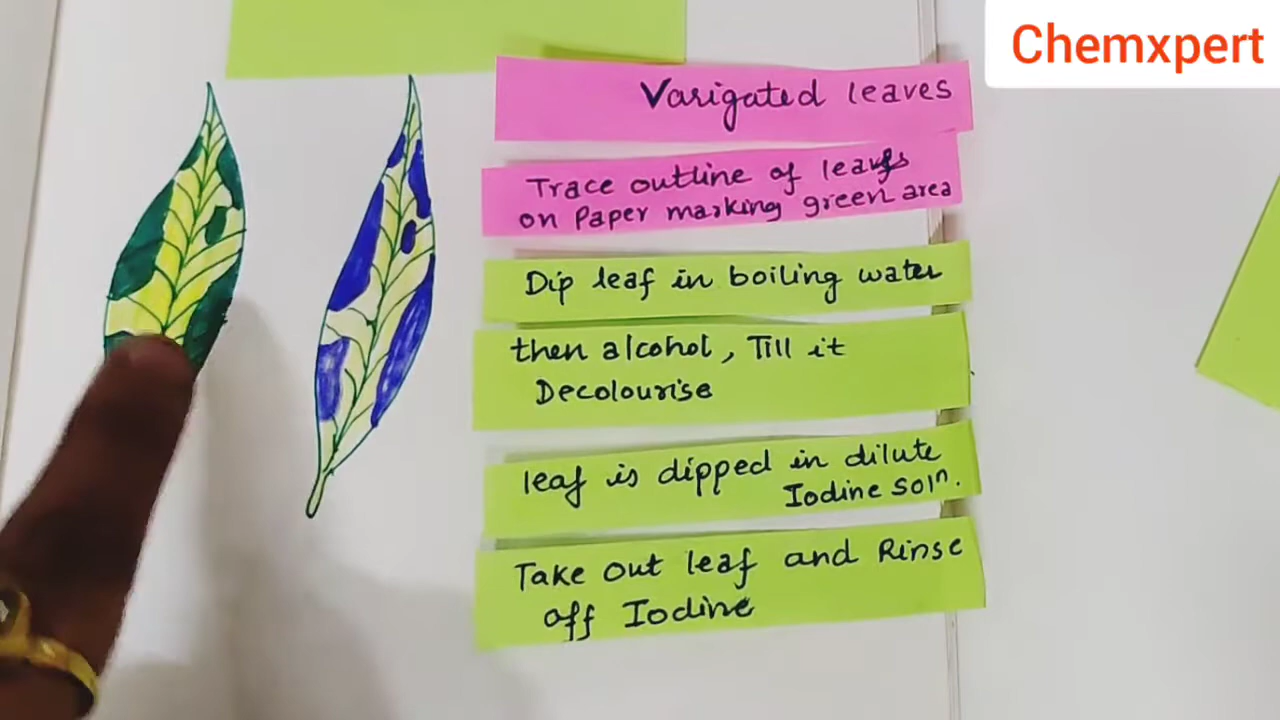 Chemxpert
Varigated leaves
Trace outline of leaves
on Paper marking green area
Dip leaf in boiling water
then alcohol, Till it
Decolourise
leaf is dipped in dilute
Iodine solⁿ.
Take out leaf and Rinse
off Iodine